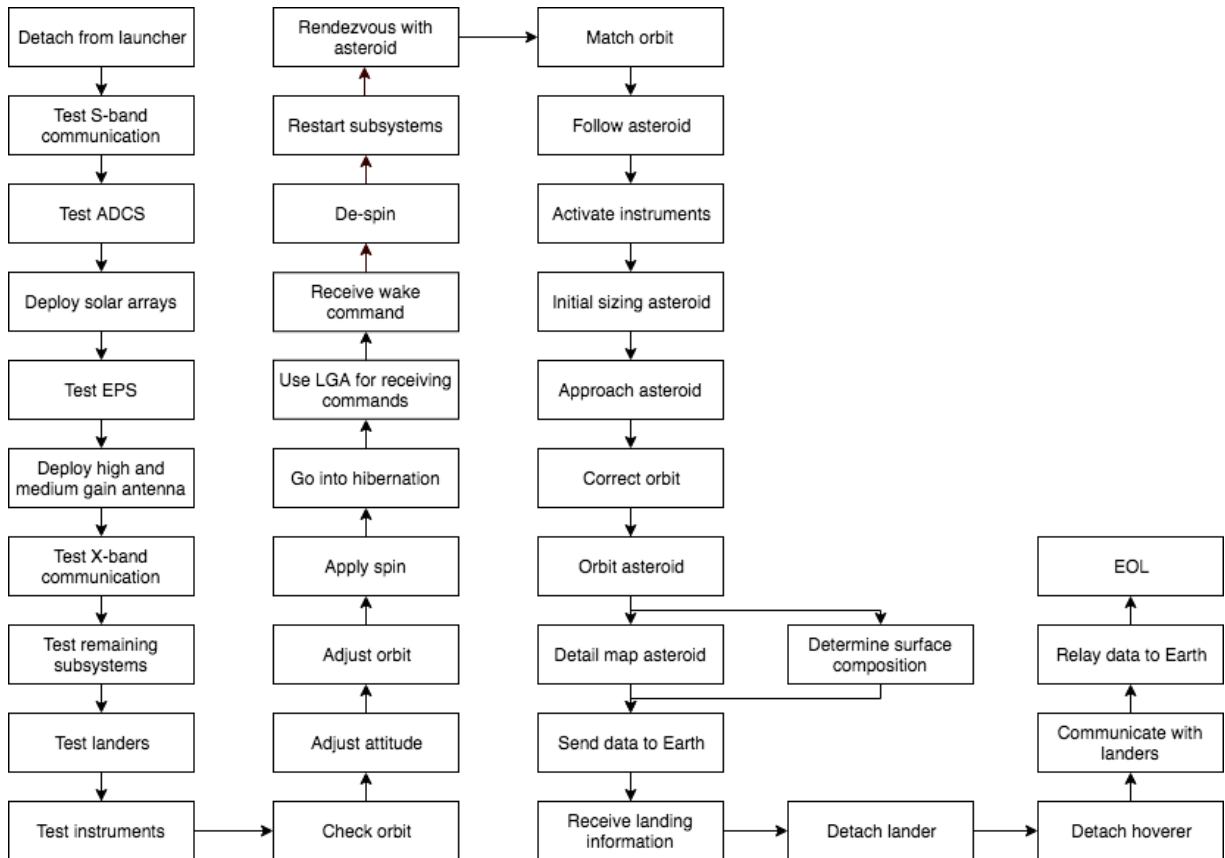 Detach from launcher
Test S-band
communication
Test ADCS
Deploy solar arrays
Test EPS
Deploy high and
medium gain antenna
Test X-band
communication
Test remaining
subsystems
Test landers
Test instruments
Check orbit
Adjust attitude
Adjust orbit
Apply spin
Go into hibernation
Use LGA for receiving
commands
Receive wake
command
De-spin
Restart subsystems
Rendezvous with
asteroid
Match orbit
Follow asteroid
Activate instruments
Initial sizing asteroid
Approach asteroid
Correct orbit
Orbit asteroid
Detail map asteroid
Determine surface
composition
Send data to Earth
Receive landing
information
Detach lander
Detach hoverer
Communicate with
landers
Relay data to Earth
EOL